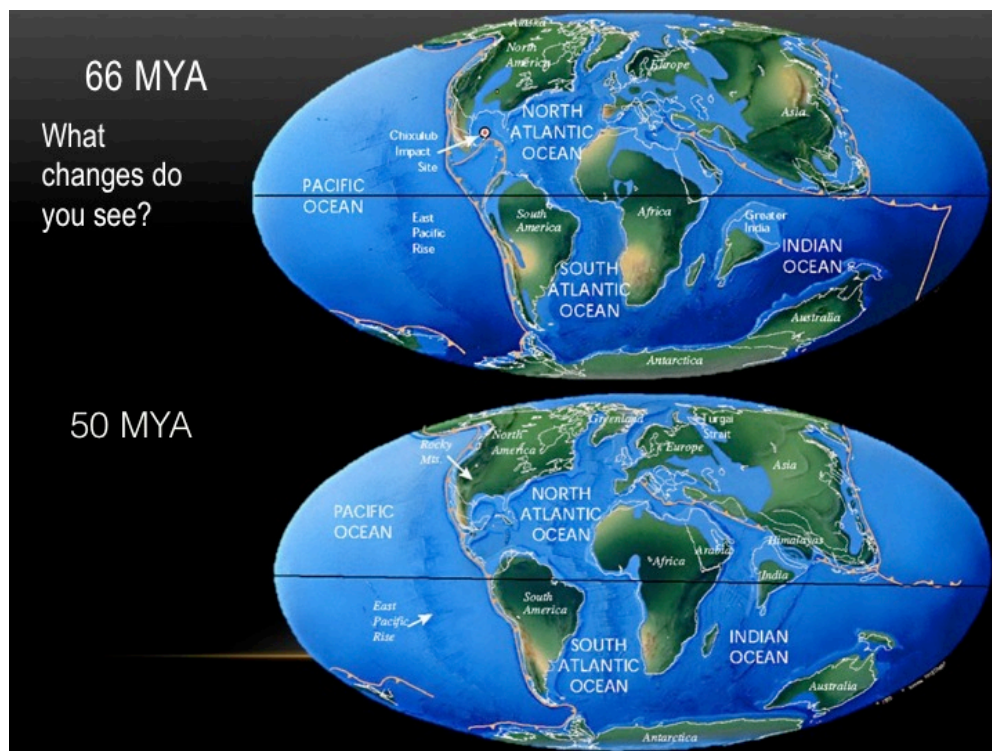 66 MYA
What
changes do
you see?
Alaska
North
America
Europe
Asia
NORTH
ATLANTIC
OCEAN
Chixulub
Impact
Site
PACIFIC
OCEAN
East
Pacific
Rise
South
America
Africa
Greater
India
INDIAN
OCEAN
SOUTH
ATLANTIC
OCEAN
Australia
Antarctica
50 MYA
Greenland
Turgai
Strait
Rocky
Mts.
North
America
Europe
Asia
PACIFIC
OCEAN
NORTH
ATLANTIC
OCEAN
Himalayas
Arabia
Africa
India
South
America
East
Pacific
Rise
SOUTH
ATLANTIC
OCEAN
INDIAN
OCEAN
Australia
Antarctica